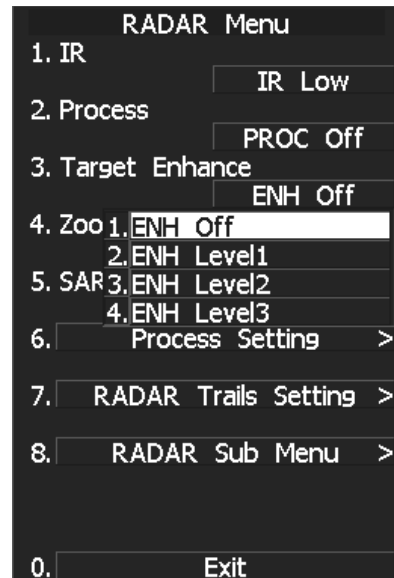 RADAR Menu
1. IR
IR Low
2. Process
PROC Off
3. Target Enhance
ENH Off
4. Zoo
1. ENH Off
2. ENH Level1
5. SAR
3. ENH Level2
4. ENH Level3
6. Process Setting >
7. RADAR Trails Setting >
8. RADAR Sub Menu >
0. Exit